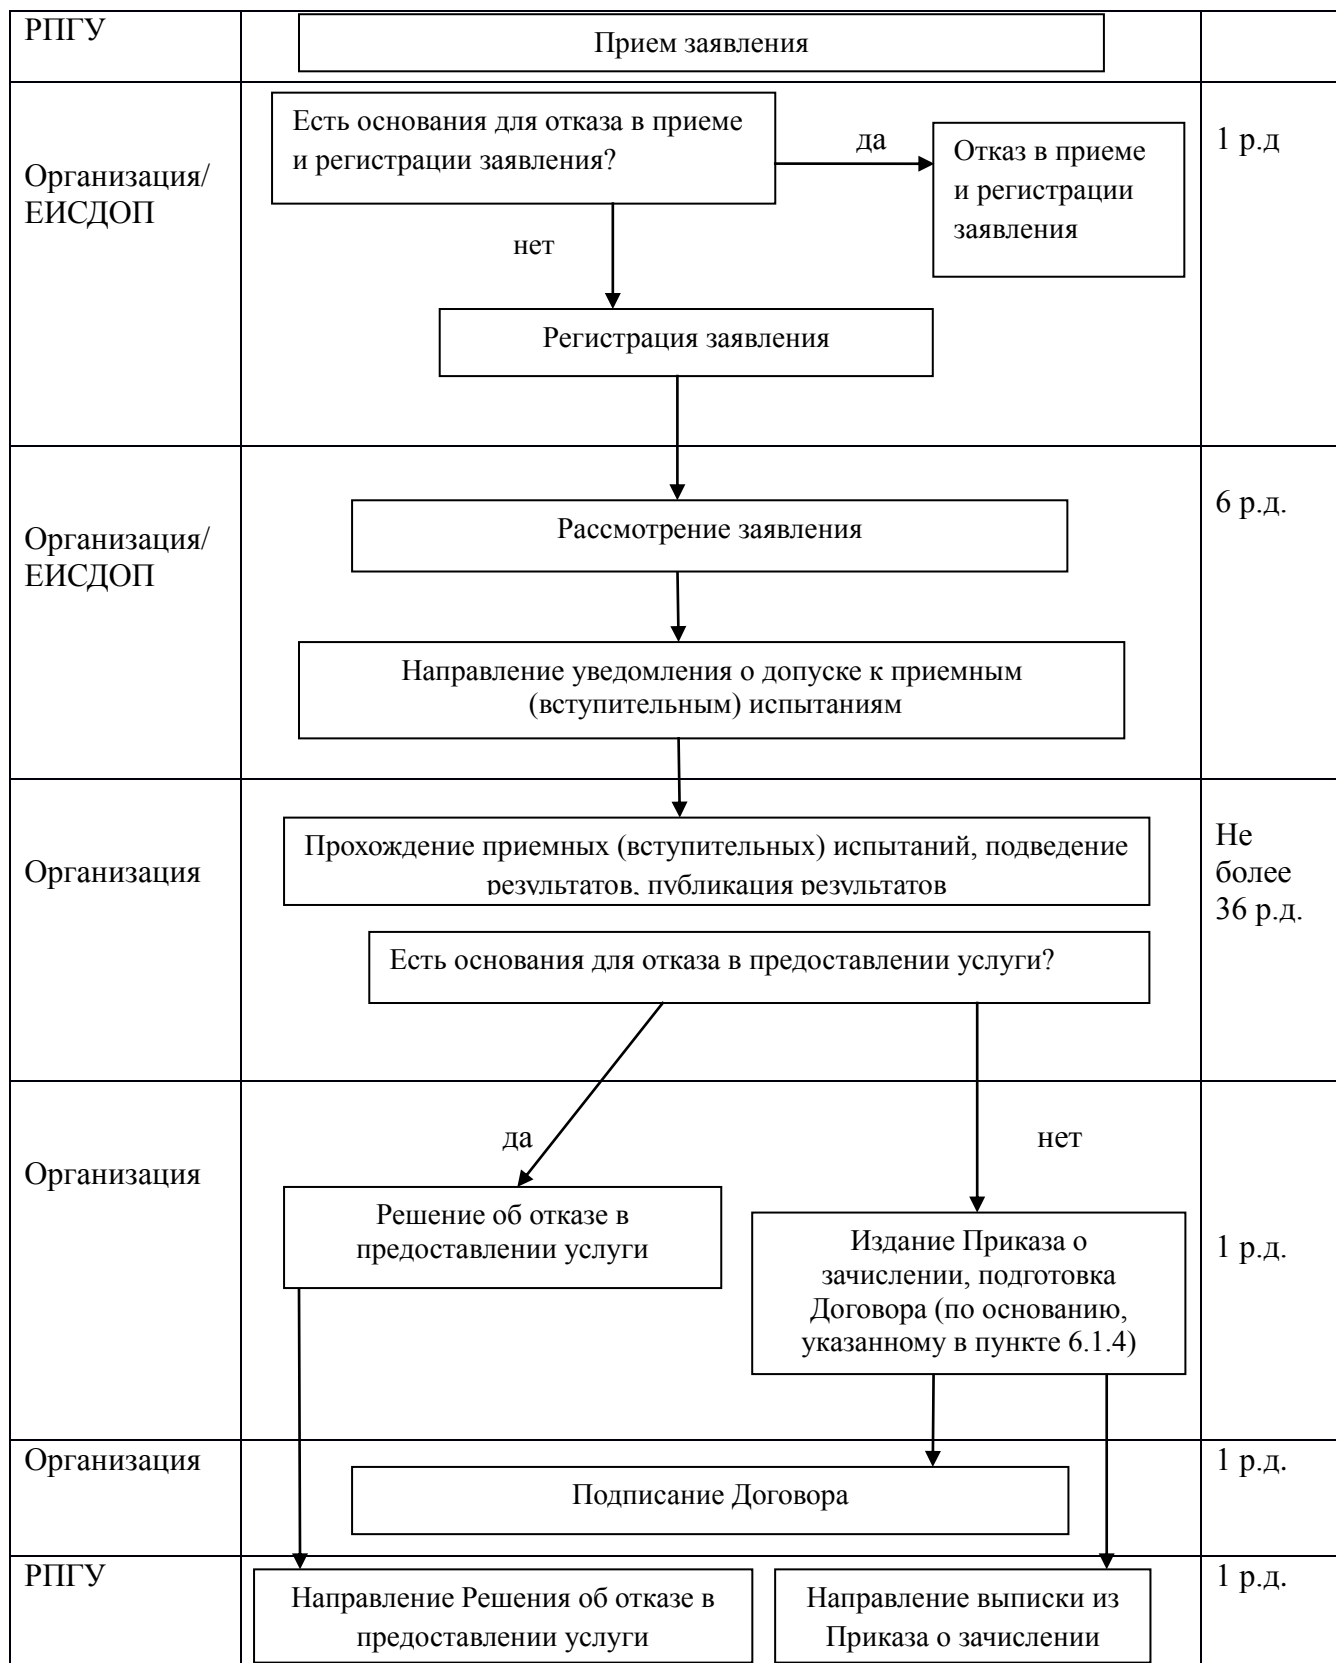 РПГУ
Прием заявления
Организация/
ЕИСДОП
Есть основания для отказа в приеме
и регистрации заявления?
да
Отказ в приеме
и регистрации
заявления
1 р.д
нет
Регистрация заявления
Организация/
ЕИСДОП
Рассмотрение заявления
6 р.д.
Направление уведомления о допуске к приемным
(вступительным) испытаниям
Организация
Прохождение приемных (вступительных) испытаний, подведение
результатов, публикация результатов
Не
более
36 р.д.
Есть основания для отказа в предоставлении услуги?
Организация
да
нет
Решение об отказе в
предоставлении услуги
Издание Приказа о
зачислении, подготовка
Договора (по основанию,
указанному в пункте 6.1.4)
1 р.д.
Организация
Подписание Договора
1 р.д.
РПГУ
Направление Решения об отказе в
предоставлении услуги
Направление выписки из
Приказа о зачислении
1 р.д.